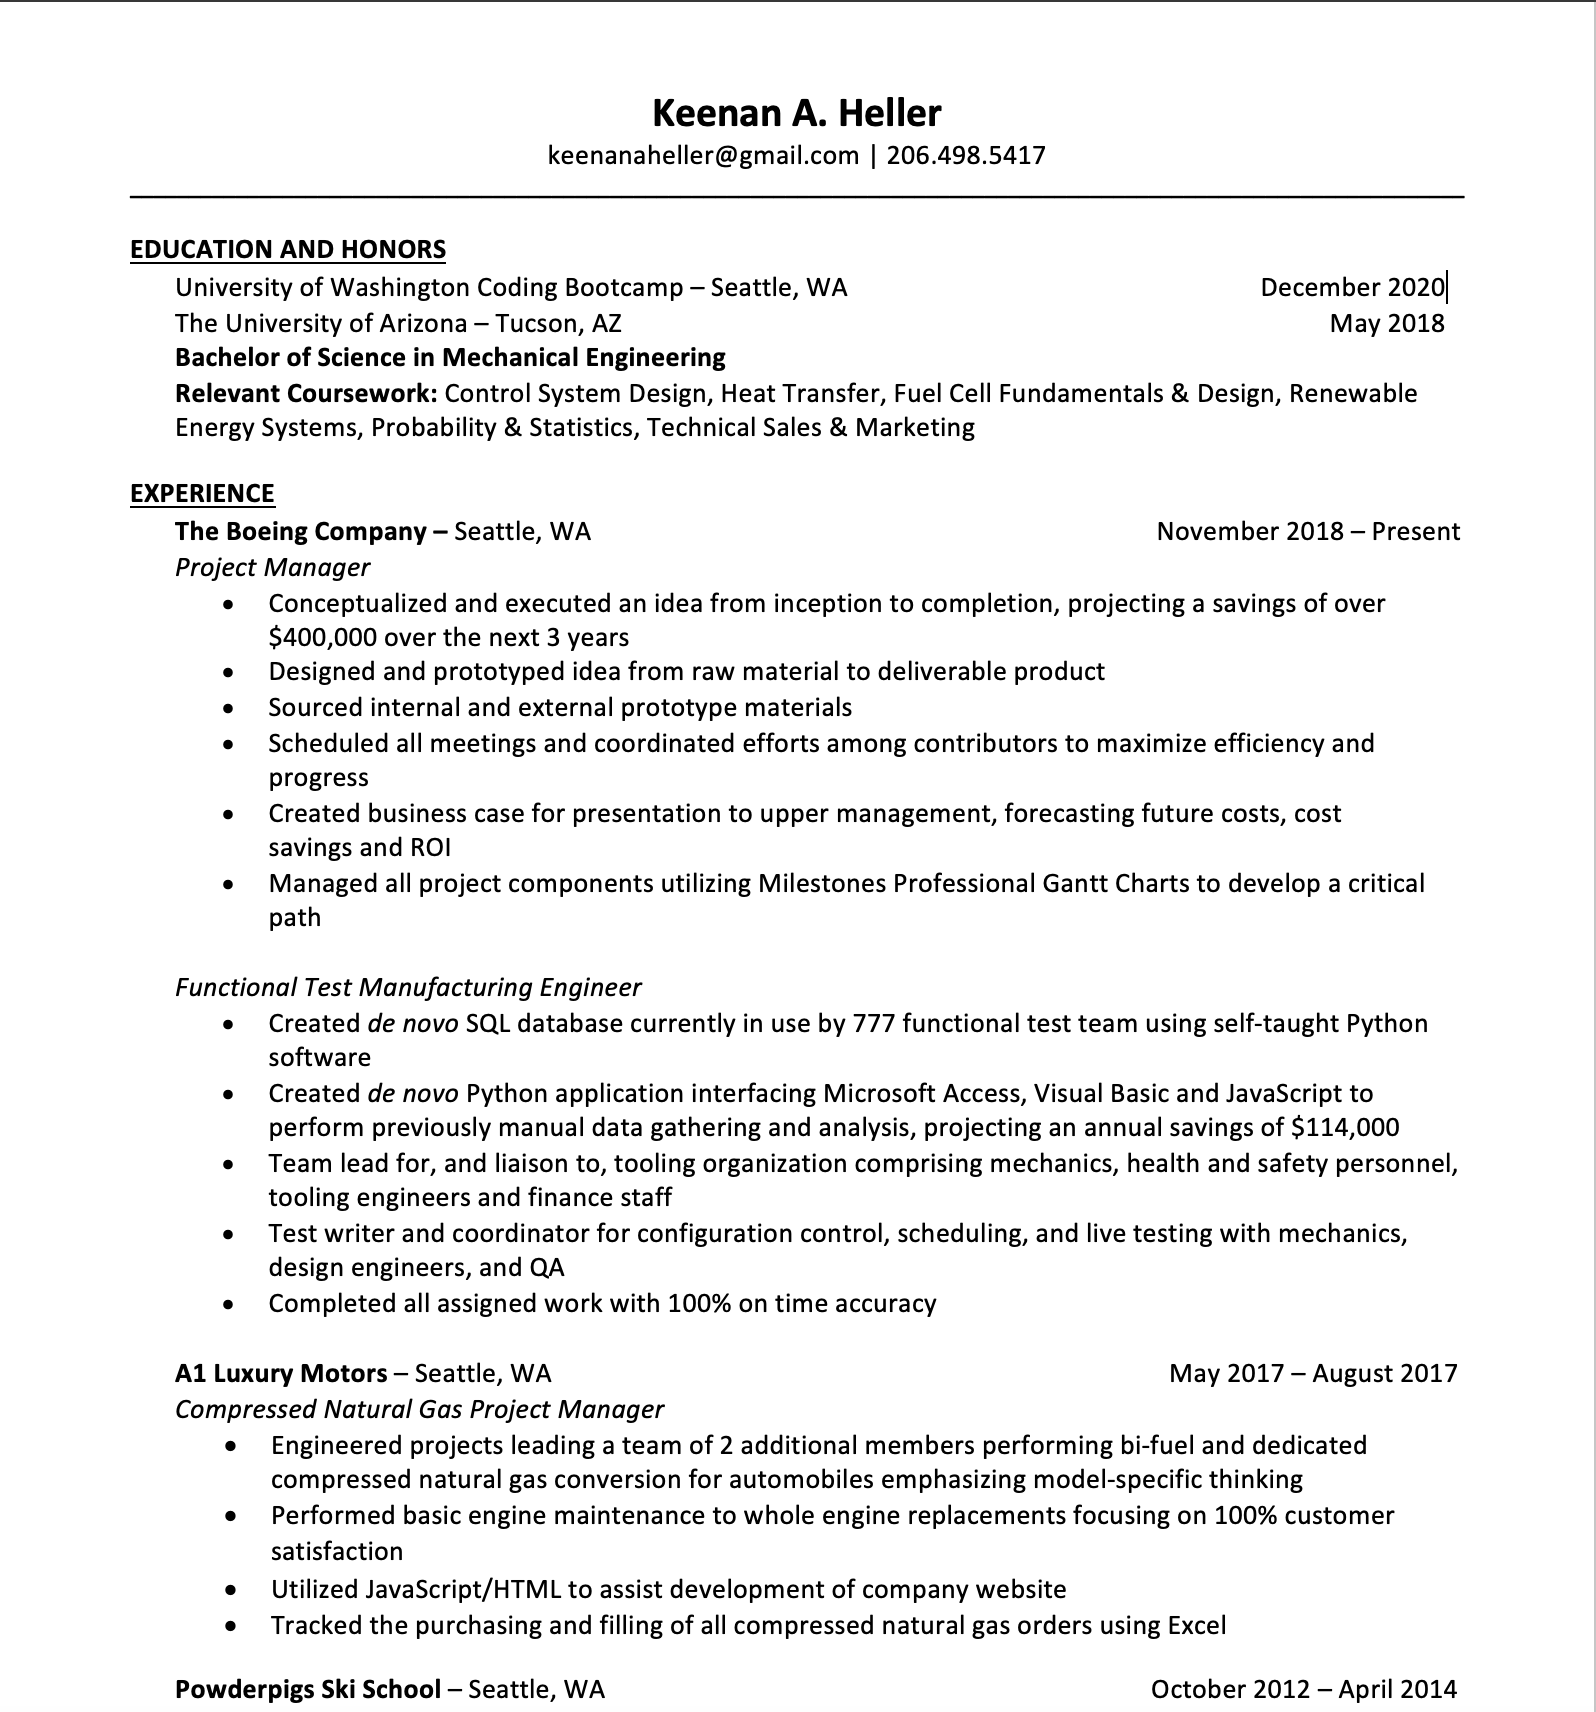 Keenan A. Heller
keenanaheller@gmail.com | 206.498.5417
EDUCATION AND HONORS
University of Washington Coding Bootcamp – Seattle, WA December 2020
The University of Arizona – Tucson, AZ May 2018
Bachelor of Science in Mechanical Engineering
Relevant Coursework: Control System Design, Heat Transfer, Fuel Cell Fundamentals & Design, Renewable
Energy Systems, Probability & Statistics, Technical Sales & Marketing
EXPERIENCE
The Boeing Company – Seattle, WA November 2018 – Present
Project Manager
• Conceptualized and executed an idea from inception to completion, projecting a savings of over
$400,000 over the next 3 years
• Designed and prototyped idea from raw material to deliverable product
• Sourced internal and external prototype materials
• Scheduled all meetings and coordinated efforts among contributors to maximize efficiency and
progress
• Created business case for presentation to upper management, forecasting future costs, cost
savings and ROI
• Managed all project components utilizing Milestones Professional Gantt Charts to develop a critical
path
Functional Test Manufacturing Engineer
• Created de novo SQL database currently in use by 777 functional test team using self-taught Python
software
• Created de novo Python application interfacing Microsoft Access, Visual Basic and JavaScript to
perform previously manual data gathering and analysis, projecting an annual savings of $114,000
• Team lead for, and liaison to, tooling organization comprising mechanics, health and safety personnel,
tooling engineers and finance staff
• Test writer and coordinator for configuration control, scheduling, and live testing with mechanics,
design engineers, and QA
• Completed all assigned work with 100% on time accuracy
A1 Luxury Motors – Seattle, WA May 2017 – August 2017
Compressed Natural Gas Project Manager
• Engineered projects leading a team of 2 additional members performing bi-fuel and dedicated
compressed natural gas conversion for automobiles emphasizing model-specific thinking
• Performed basic engine maintenance to whole engine replacements focusing on 100% customer
satisfaction
• Utilized JavaScript/HTML to assist development of company website
• Tracked the purchasing and filling of all compressed natural gas orders using Excel
Powderpigs Ski School – Seattle, WA October 2012 – April 2014